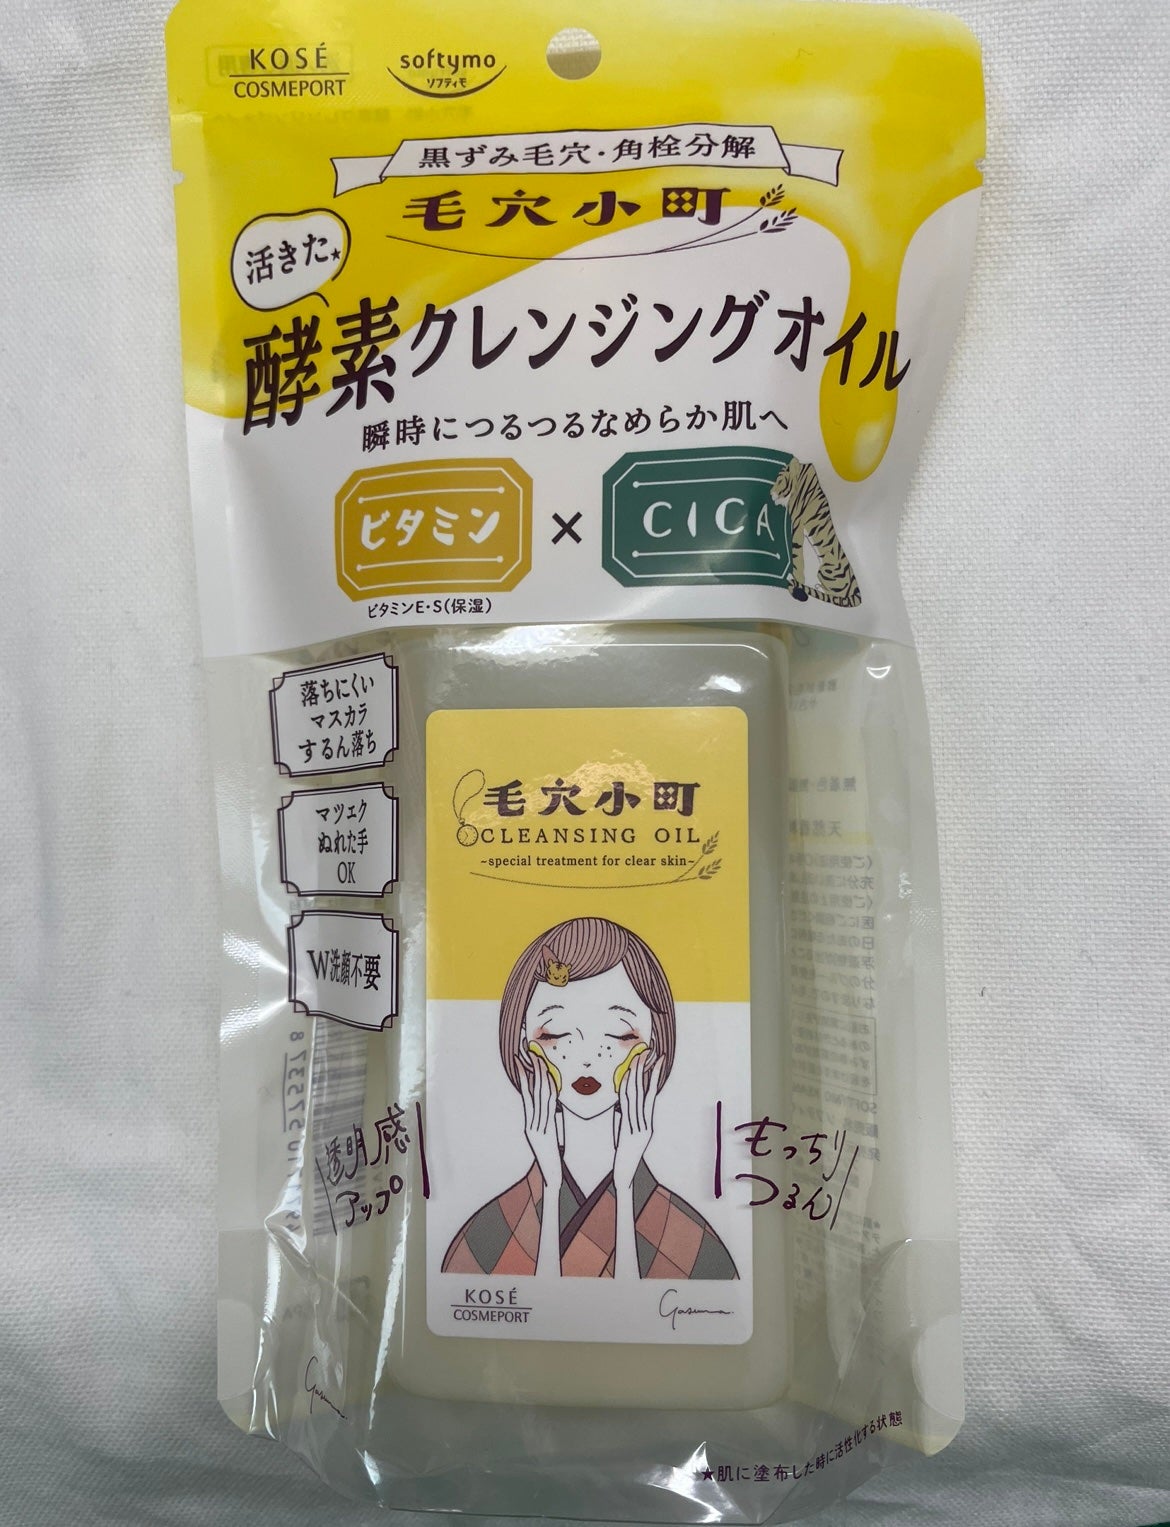 KOSÉ
COSMEPORT
softymo
ソフティモ
黒ずみ毛穴・角栓分解
毛穴小町
活きた★
酵素クレンジングオイル
瞬時につるつるなめらか肌へ
ビタミン×CICA
ビタミンE・S(保湿)
落ちにくい
マスカラ
するん落ち
マツエク
ぬれた手
OK
W洗顔不要
毛穴小町
CLEANSING OIL
~special treatment for clear skin~
透明感
アップ
もっちり
つるん
KOSÉ
COSMEPORT
★肌に塗布した時に活性化する状態